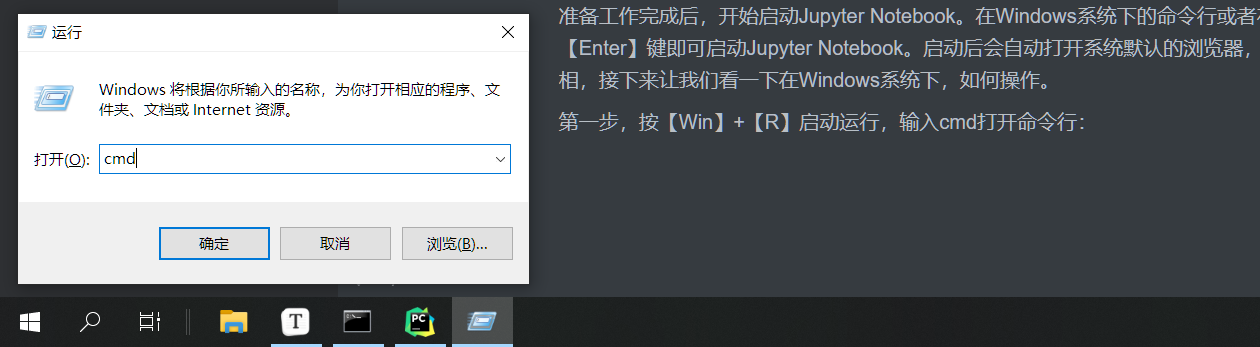 运行
Windows 将根据你所输入的名称，为你打开相应的程序、文
件夹、文档或 Internet 资源。
打开(O):
cmd
确定
取消
浏览(B)...
准备工作完成后，开始启动Jupyter Notebook。在Windows系统下的命令行或者
【Enter】键即可启动Jupyter Notebook。启动后会自动打开系统默认的浏览器，
相，接下来让我们看一下在Windows系统下，如何操作。
第一步，按【Win】+【R】启动运行，输入cmd打开命令行：
T
PC